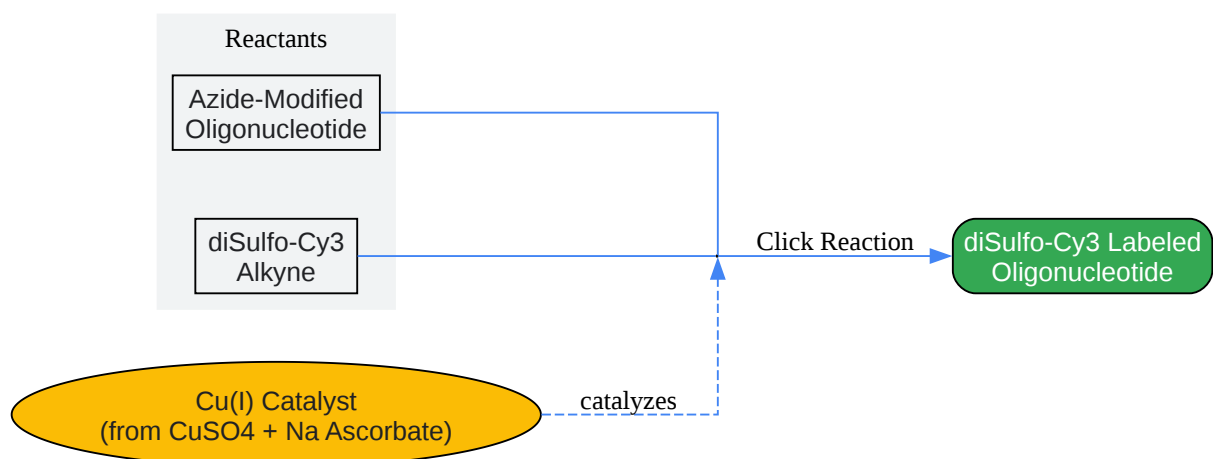 Reactants
Azide-Modified
Oligonucleotide
diSulfo-Cy3
Alkyne
Click Reaction
diSulfo-Cy3 Labeled
Oligonucleotide
Cu(I) Catalyst
(from CuSO4 + Na Ascorbate)
catalyzes